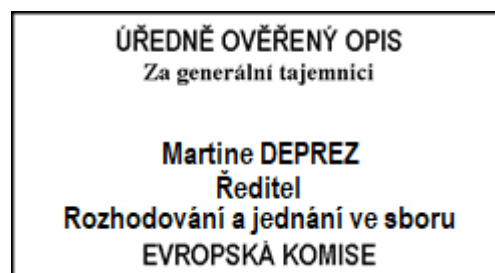 ÚŘEDNĚ OVĚŘENÝ OPIS
Za generální tajemnici
Martine DEPREZ
Ředitel
Rozhodování a jednání ve sboru
EVROPSKÁ KOMISE